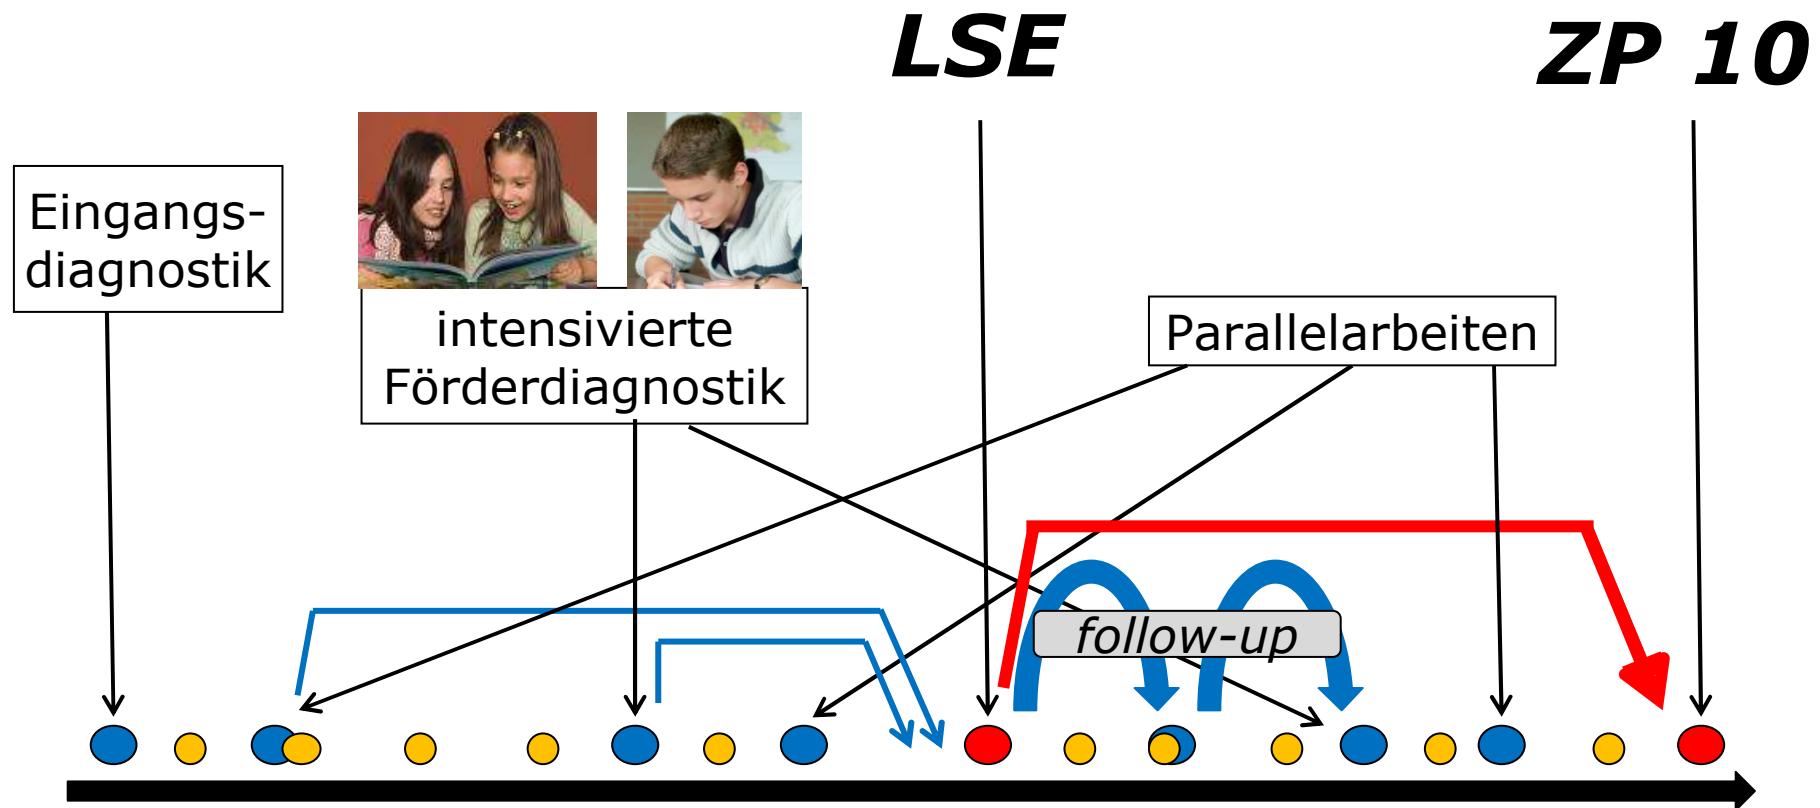 LSE
ZP 10
Eingangs-
diagnostik
intensivierte
Förderdiagnostik
Parallelarbeiten
follow-up